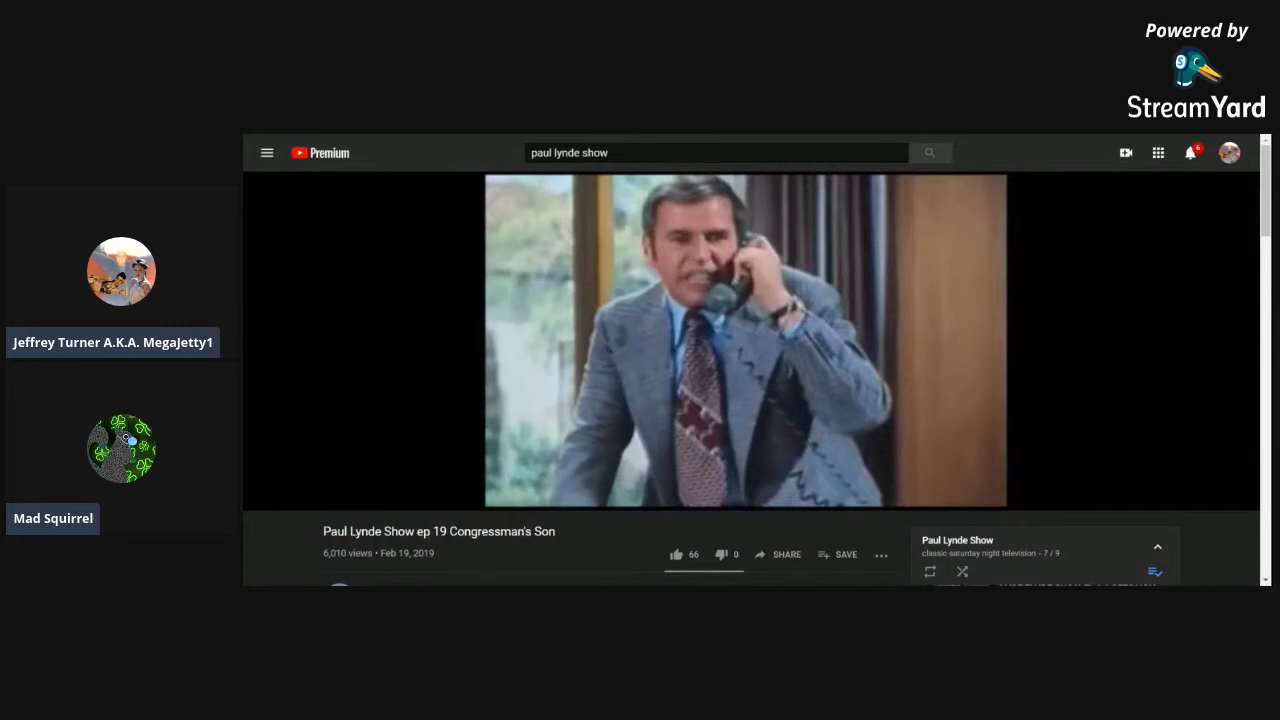 Powered by
StreamYard
Premium
paul lynde show
6
Jeffrey Turner A.K.A. MegaJetty1
Mad Squirrel
Paul Lynde Show ep 19 Congressman's Son
6,010 views • Feb 19, 2019
66
0
SHARE
SAVE
Paul Lynde Show
classic saturday night television - 7 / 9